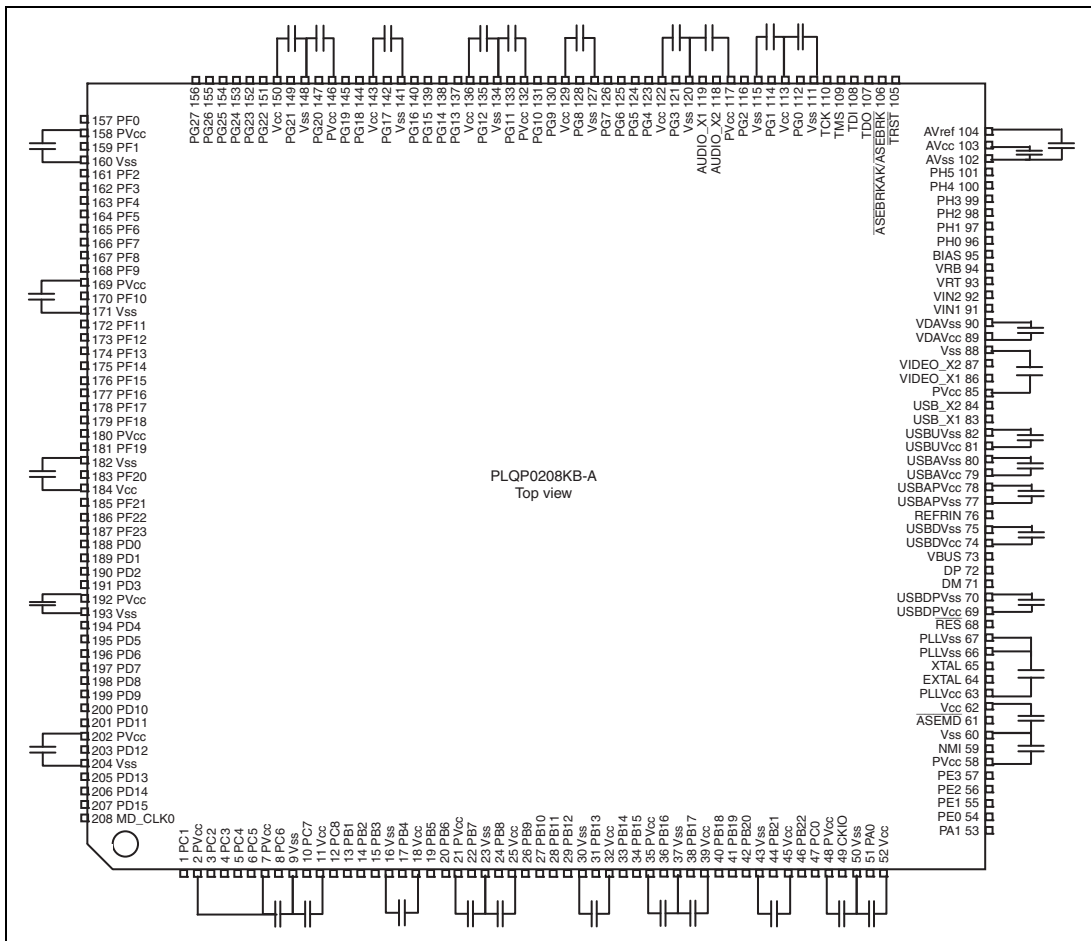 PG27 156
PG26 155
PG25 154
PG24 153
PG23 152
PG22 151
Vcc 150
PG21 149
Vss 148
PG20 147
PVcc 146
PG19 145
PG18 144
Vcc 143
PG17 142
Vss 141
PG16 140
PG15 139
PG14 138
PG13 137
Vcc 136
PG12 135
Vss 134
PG11 133
PVcc 132
PG10 131
PG9 130
Vcc 129
PG8 128
Vss 127
PG7 126
PG6 125
PG5 124
PG4 123
Vcc 122
PG3 121
Vss 120
AUDIO_X1 119
AUDIO_X2 118
PVcc 117
PG2 116
Vss 115
PG1 114
Vcc 113
PG0 112
Vss 111
TCK 110
TMS 109
TDI 108
TDO 107
ASEBRKAK/ASEBRK 106
TRST 105
157 PF0
158 PVcc
159 PF1
160 Vss
161 PF2
162 PF3
163 PF4
164 PF5
165 PF6
166 PF7
167 PF8
168 PF9
169 PVcc
170 PF10
171 Vss
172 PF11
173 PF12
174 PF13
175 PF14
176 PF15
177 PF16
178 PF17
179 PF18
180 PVcc
181 PF19
182 Vss
183 PF20
184 Vcc
185 PF21
186 PF22
187 PF23
188 PD0
189 PD1
190 PD2
191 PD3
192 PVcc
193 Vss
194 PD4
195 PD5
196 PD6
197 PD7
198 PD8
199 PD9
200 PD10
201 PD11
202 PVcc
203 PD12
204 Vss
205 PD13
206 PD14
207 PD15
208 MD_CLK0
PLQP0208KB-A
Top view
AVref 104
AVcc 103
AVss 102
PH5 101
PH4 100
PH3 99
PH2 98
PH1 97
PH0 96
BIAS 95
VRB 94
VRT 93
VIN2 92
VIN1 91
VDAVss 90
VDAVcc 89
Vss 88
VIDEO_X2 87
VIDEO_X1 86
PVcc 85
USB_X2 84
USB_X1 83
USBUVss 82
USBUVcc 81
USBAVss 80
USBAVcc 79
USBAPVcc 78
USBAPVss 77
REFRIN 76
USBDVss 75
USBDVcc 74
VBUS 73
DP 72
DM 71
USBDPVss 70
USBDPVcc 69
RES 68
PLLVss 67
PLLVss 66
XTAL 65
EXTAL 64
PLLVcc 63
Vcc 62
ASEMD 61
Vss 60
NMI 59
PVcc 58
PE3 57
PE2 56
PE1 55
PE0 54
PA1 53
1 PC1
2 PVcc
3 PC2
4 PC3
5 PC4
6 PC5
7 PVcc
8 PC6
9 Vss
10 PC7
11 Vcc
12 PC8
13 PB1
14 PB2
15 PB3
16 Vss
17 PB4
18 Vcc
19 PB5
20 PB6
21 PVcc
22 PB7
23 Vss
24 PB8
25 Vcc
26 PB9
27 PB10
28 PB11
29 PB12
30 Vss
31 PB13
32 Vcc
33 PB14
34 PB15
35 PVcc
36 PB16
37 Vss
38 PB17
39 Vcc
40 PB18
41 PB19
42 PB20
43 Vss
44 PB21
45 Vcc
46 PB22
47 PC0
48 PVcc
49 CKIO
50 Vss
51 PA0
52 Vcc